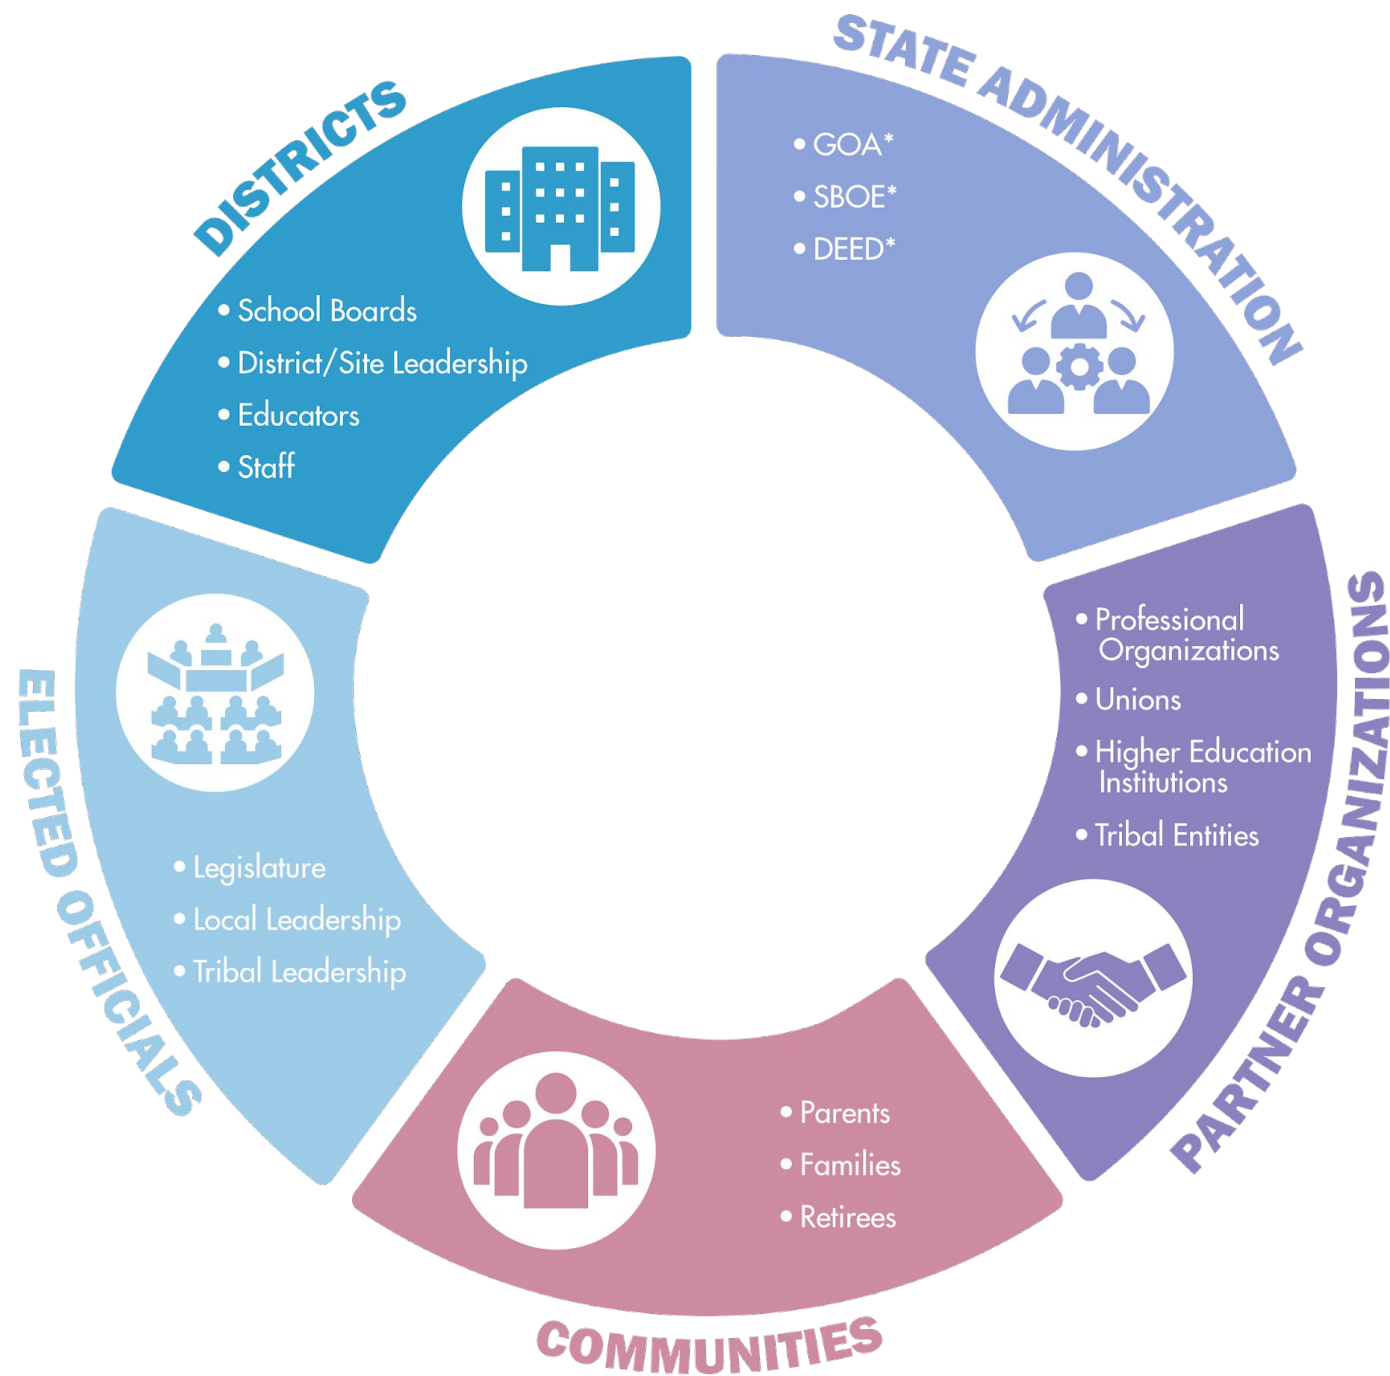 STATE ADMINISTRATION
• GOA*
• SBOE*
• DEED*
PARTNER ORGANIZATIONS
• Professional
Organizations
• Unions
• Higher Education
Institutions
• Tribal Entities
COMMUNITIES
• Parents
• Families
• Retirees
ELECTED OFFICIALS
• Legislature
• Local Leadership
• Tribal Leadership
DISTRICTS
• School Boards
• District/Site Leadership
• Educators
• Staff